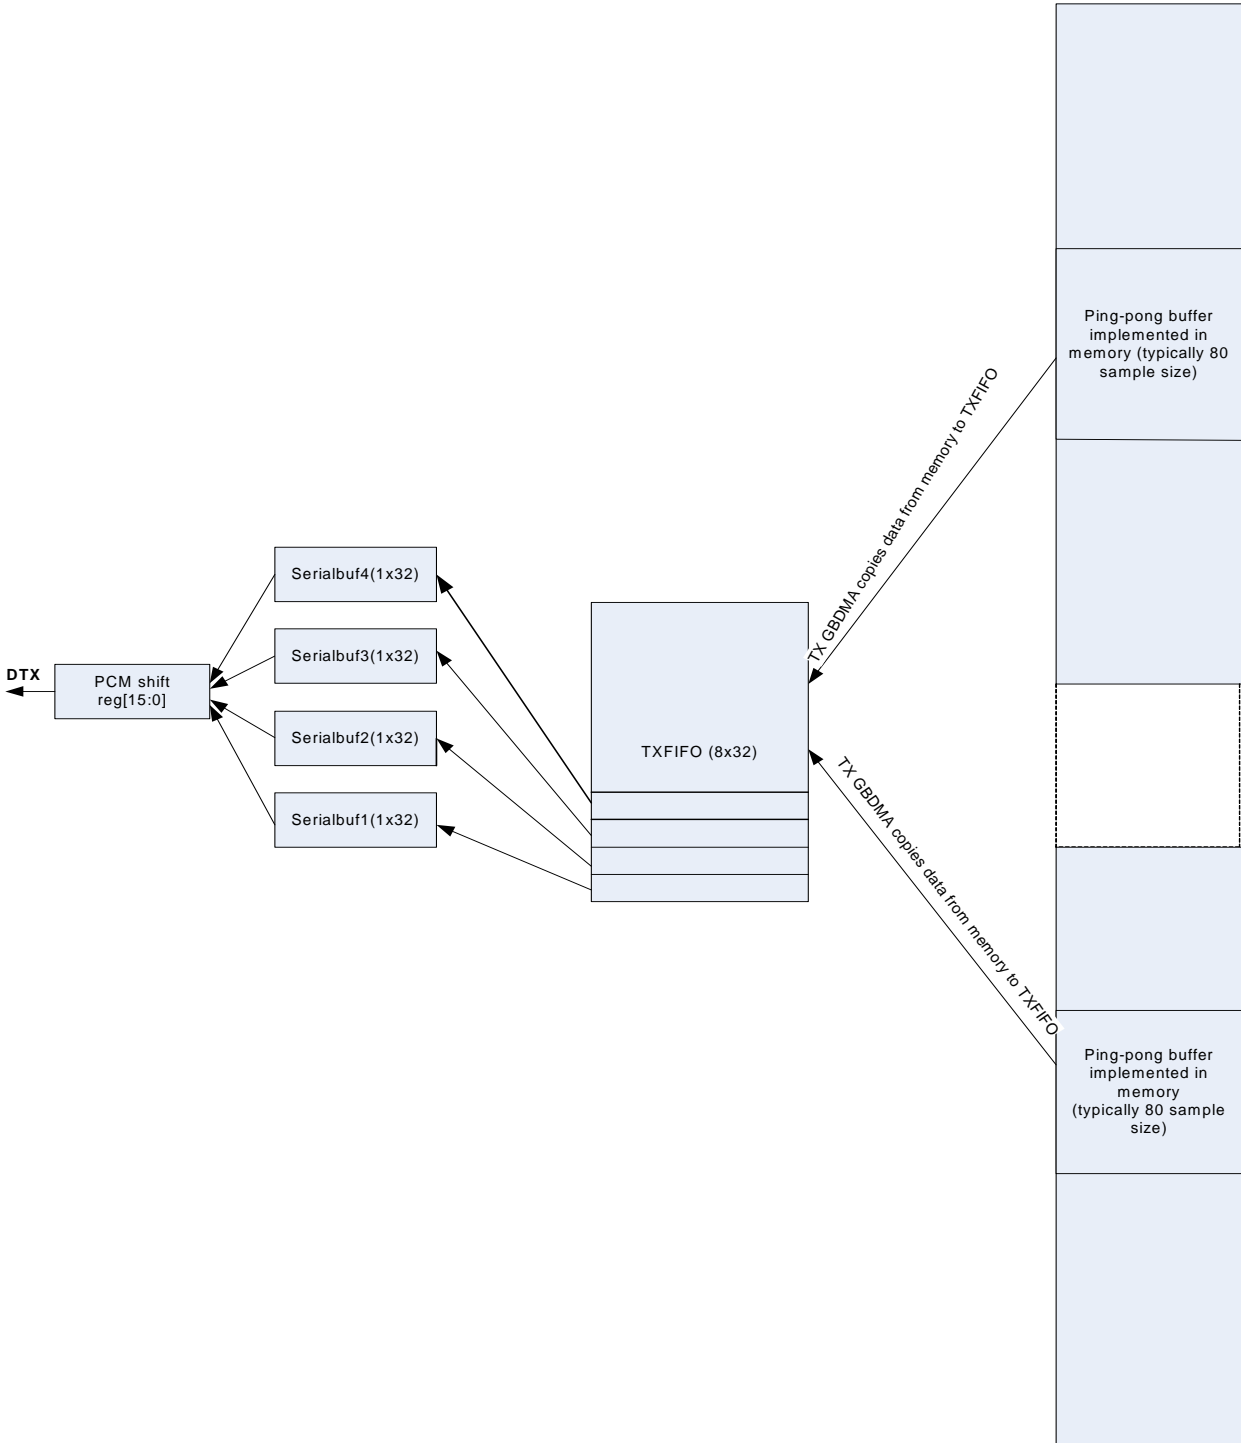 Ping-pong buffer
implemented in
memory (typically 80
sample size)
TX GBDMA copies data from memory to TXFIFO
Serialbuf4(1x32)
Serialbuf3(1x32)
DTX
PCM shift
reg[15:0]
Serialbuf2(1x32)
TXFIFO (8x32)
Serialbuf1(1x32)
TX GBDMA copies data from memory to TXFIFO
Ping-pong buffer
implemented in
memory
(typically 80 sample
size)